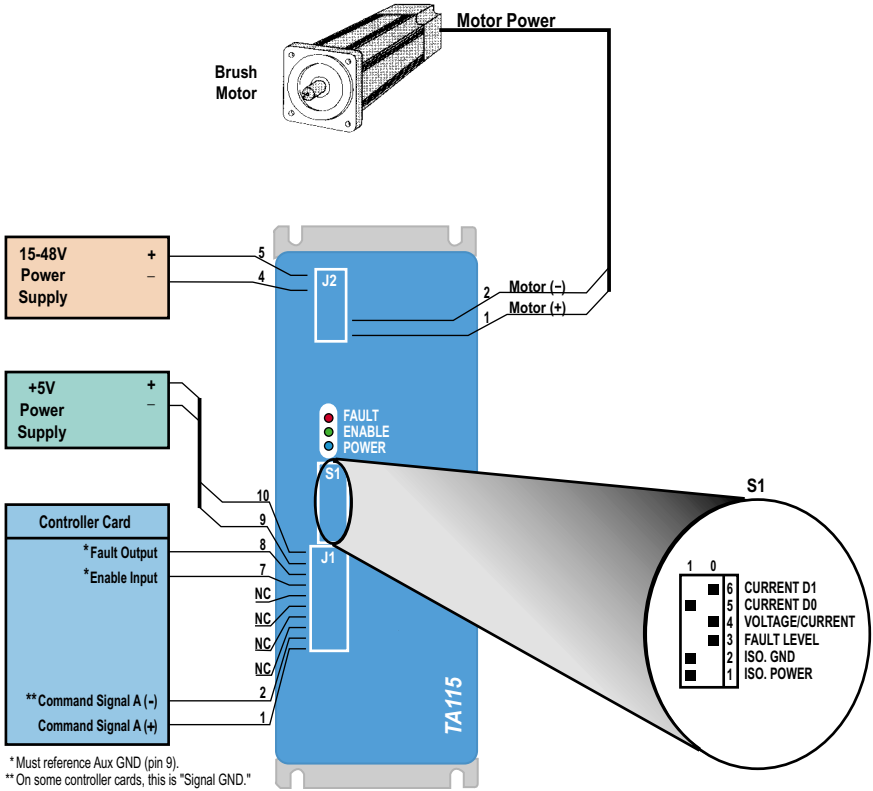 Motor Power
Brush
Motor
15-48V +
Power –
Supply
5
4
J2
2 Motor (–)
1 Motor (+)
+5V +
Power –
Supply
FAULT
ENABLE
POWER
S1
S1
10
9
8
7
NC
NC
NC
NC
2
1
J1
Controller Card
*Fault Output
*Enable Input
**Command Signal A (-)
Command Signal A (+)
TA115
1 0
6 CURRENT D1
5 CURRENT D0
4 VOLTAGE/CURRENT
3 FAULT LEVEL
2 ISO. GND
1 ISO. POWER
* Must reference Aux GND (pin 9).
** On some controller cards, this is "Signal GND."